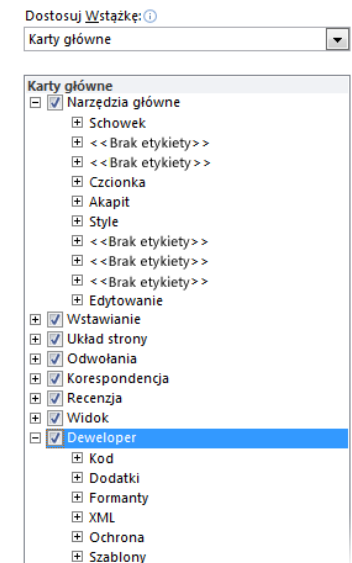 Dostosuj Wstążkę:
Karty główne
Karty główne
Narzędzia główne
Schowek
<<Brak etykiety>>
<<Brak etykiety>>
Czcionka
Akapit
Style
<<Brak etykiety>>
<<Brak etykiety>>
<<Brak etykiety>>
Edytowanie
Wstawianie
Układ strony
Odwołania
Korespondencja
Recenzja
Widok
Deweloper
Kod
Dodatki
Formanty
XML
Ochrona
Szablony